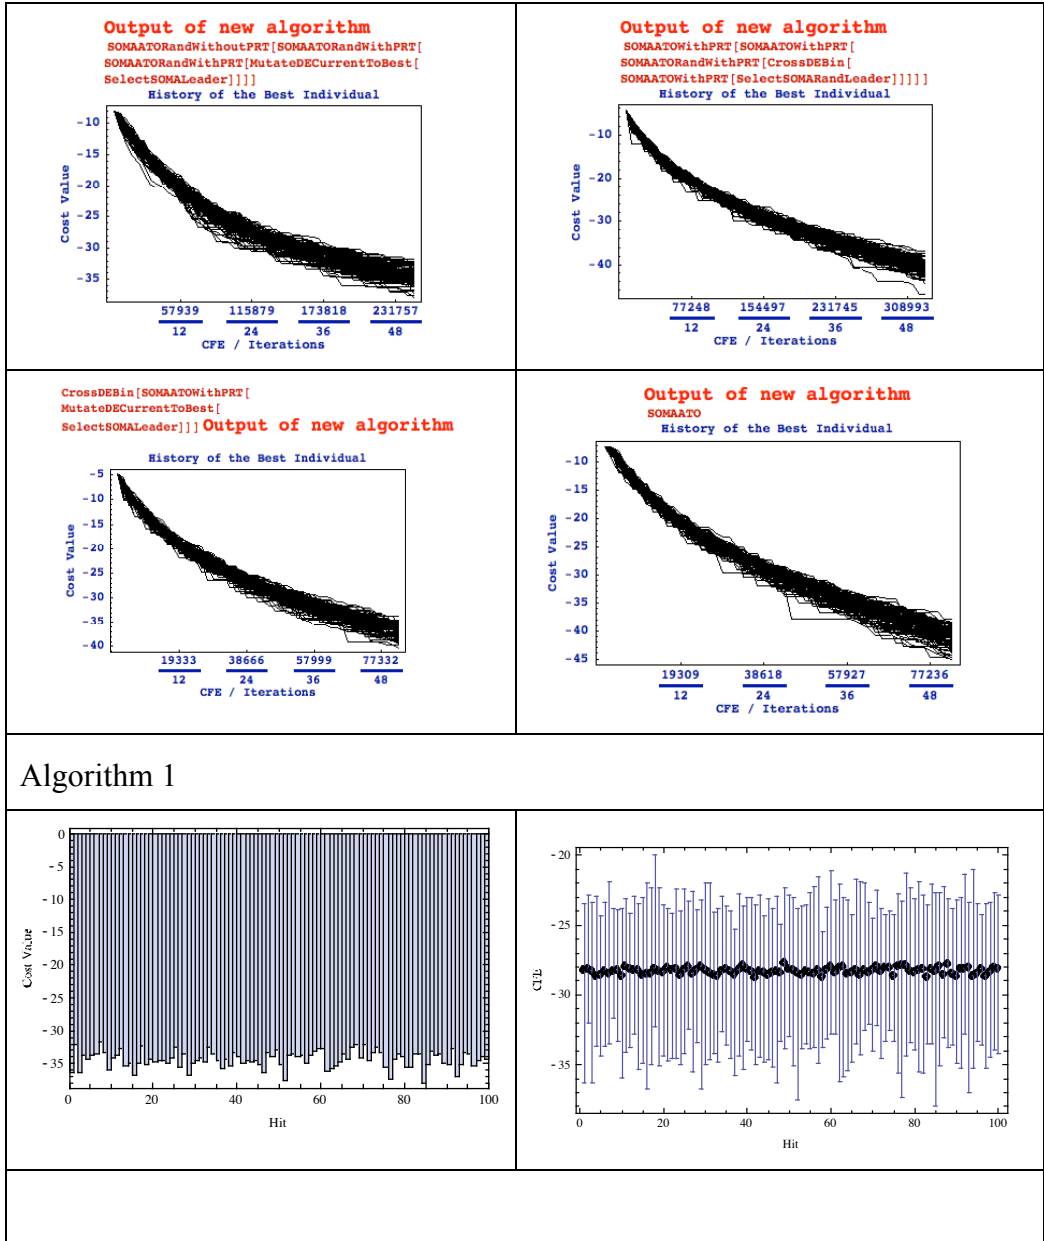 Output of new algorithm
SOMAATORandWithoutPRT[SOMAATORandWithPRT[
SOMAATORandWithPRT[MutateDECurrentToBest[
SelectSOMALeader]]]]
History of the Best Individual
-10
-15
-20
-25
-30
-35
Cost Value
57939 115879 173818 231757
12 24 36 48
CFE / Iterations
Output of new algorithm
SOMAATOWithPRT[SOMAATOWithPRT[
SOMAATORandWithPRT[CrossDEBin[
SOMAATOWithPRT[SelectSOMARandLeader]]]]]
History of the Best Individual
-10
-20
-30
-40
Cost Value
77248 154497 231745 308993
12 24 36 48
CFE / Iterations
CrossDEBin[SOMAATOWithPRT[
MutateDECurrentToBest[
SelectSOMALeader]]] Output of new algorithm
History of the Best Individual
-5
-10
-15
-20
-25
-30
-35
-40
Cost Value
19333 38666 57999 77332
12 24 36 48
CFE / Iterations
Output of new algorithm
SOMAATO
History of the Best Individual
-10
-15
-20
-25
-30
-35
-40
-45
Cost Value
19309 38618 57927 77236
12 24 36 48
CFE / Iterations
Algorithm 1
0
-5
-10
-15
-20
-25
-30
-35
Cost Value
0 20 40 60 80 100
Hit
-20
-25
-30
-35
CFE
0 20 40 60 80 100
Hit